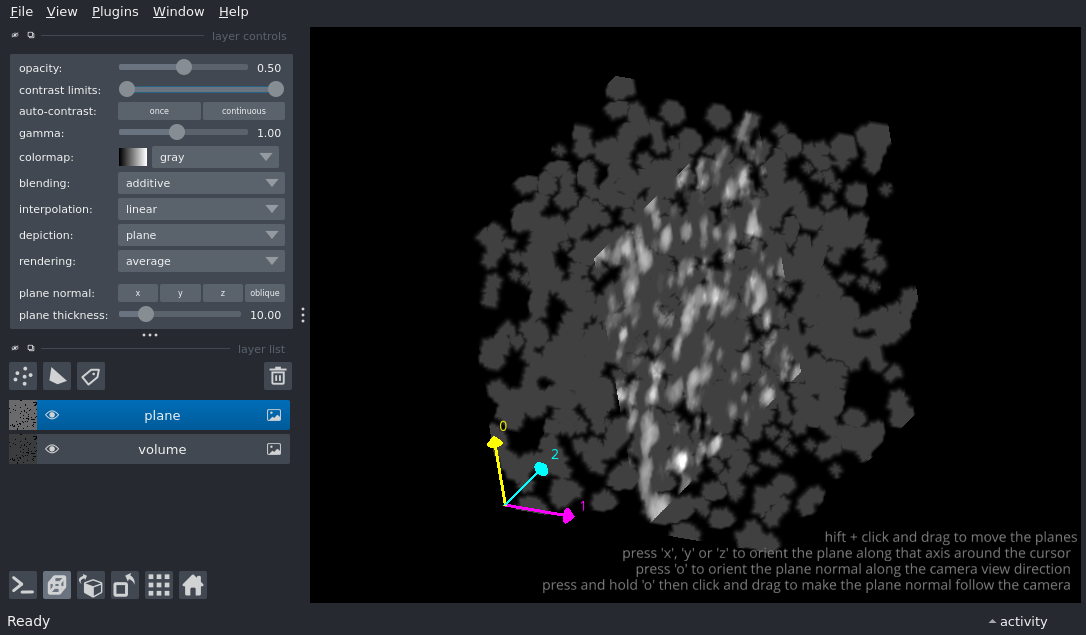 File View Plugins Window Help
layer controls
opacity: 0.50
contrast limits:
auto-contrast: once continuous
gamma: 1.00
colormap: gray
blending: additive
interpolation: linear
depiction: plane
rendering: average
plane normal: x y z oblique
plane thickness: 10.00
layer list
plane
volume
0
2
1
hift + click and drag to move the planes
press 'x', 'y' or 'z' to orient the plane along that axis around the cursor
press 'o' to orient the plane normal along the camera view direction
press and hold 'o' then click and drag to make the plane normal follow the camera
Ready
activity